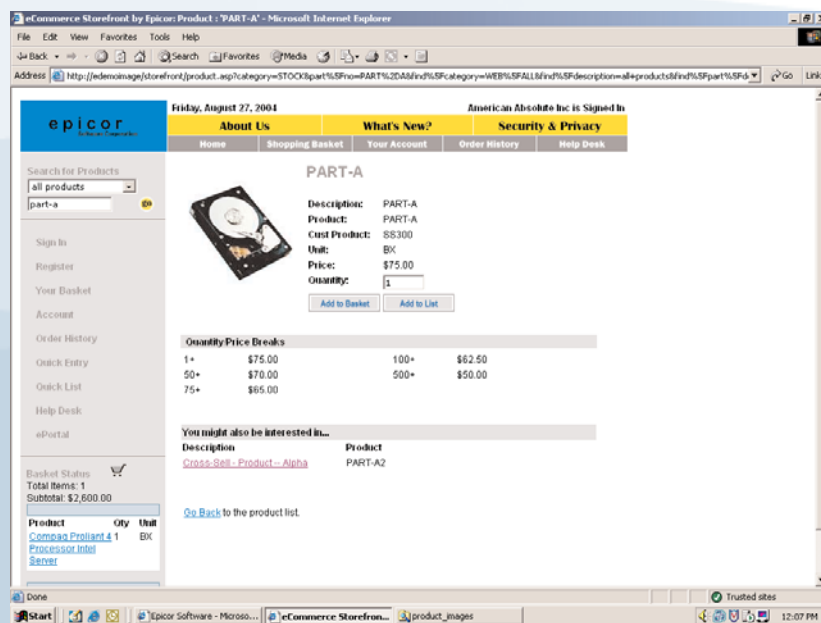 eCommerce Storefront by Epicor: Product : 'PART-A' - Microsoft Internet Explorer
File Edit View Favorites Tools Help
Back Search Favorites Media
Address http://edemoimage/storefront/product.asp?category=STOCK&part%5Fno=PART%2DA&find%5Fcategory=WEB%5FALL&find%5Fdescription=all+products&find%5Fpart%5Fd Go Link
epicor
Friday, August 27, 2004 American Absolute Inc is Signed In
About Us What's New? Security & Privacy
Home Shopping Basket Your Account Order History Help Desk
Search for Products
all products
part-a go
Sign In
Register
Your Basket
Account
Order History
Quick Entry
Quick List
Help Desk
ePortal
Basket Status
Total Items: 1
Subtotal: $2,600.00
Product Qty Unit
Compaq Proliant 4 1 BX
Processor Intel
Server
PART-A
Description: PART-A
Product: PART-A
Cust Product: SS300
Unit: BX
Price: $75.00
Quantity: 1
Add to Basket Add to List
Quantity Price Breaks
1+ $75.00 100+ $62.50
50+ $70.00 500+ $50.00
75+ $65.00
You might also be interested in...
Description Product
Cross-Sell - Product -- Alpha PART-A2
Go Back to the product list.
Done Trusted sites
Start Epicor Software - Microso... eCommerce Storefron... product_images 12:07 PM